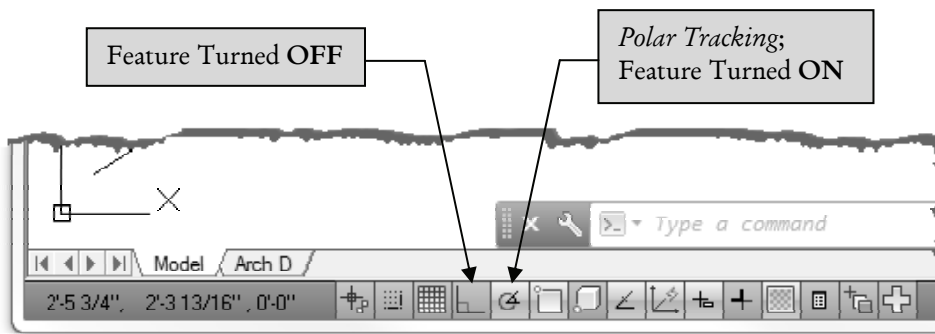 Feature Turned OFF
Polar Tracking;
Feature Turned ON
X
Type a command
Model
Arch D
2'-5 3/4", 2'-3 13/16" , 0'-0"